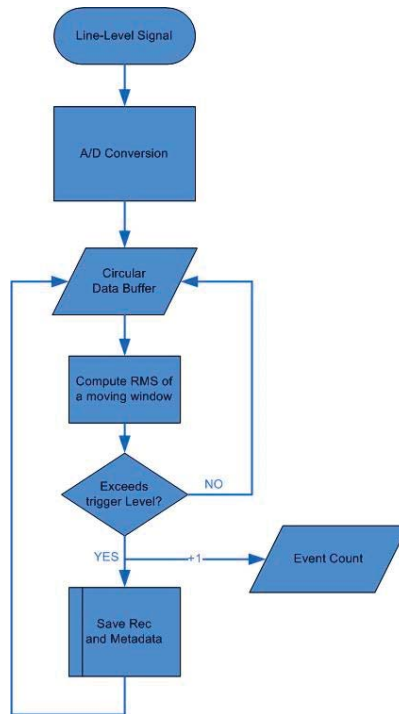 Line-Level Signal
A/D Conversion
Circular
Data Buffer
Compute RMS of
a moving window
Exceeds
trigger Level?
NO
YES
+1
Event Count
Save Rec
and Metadata